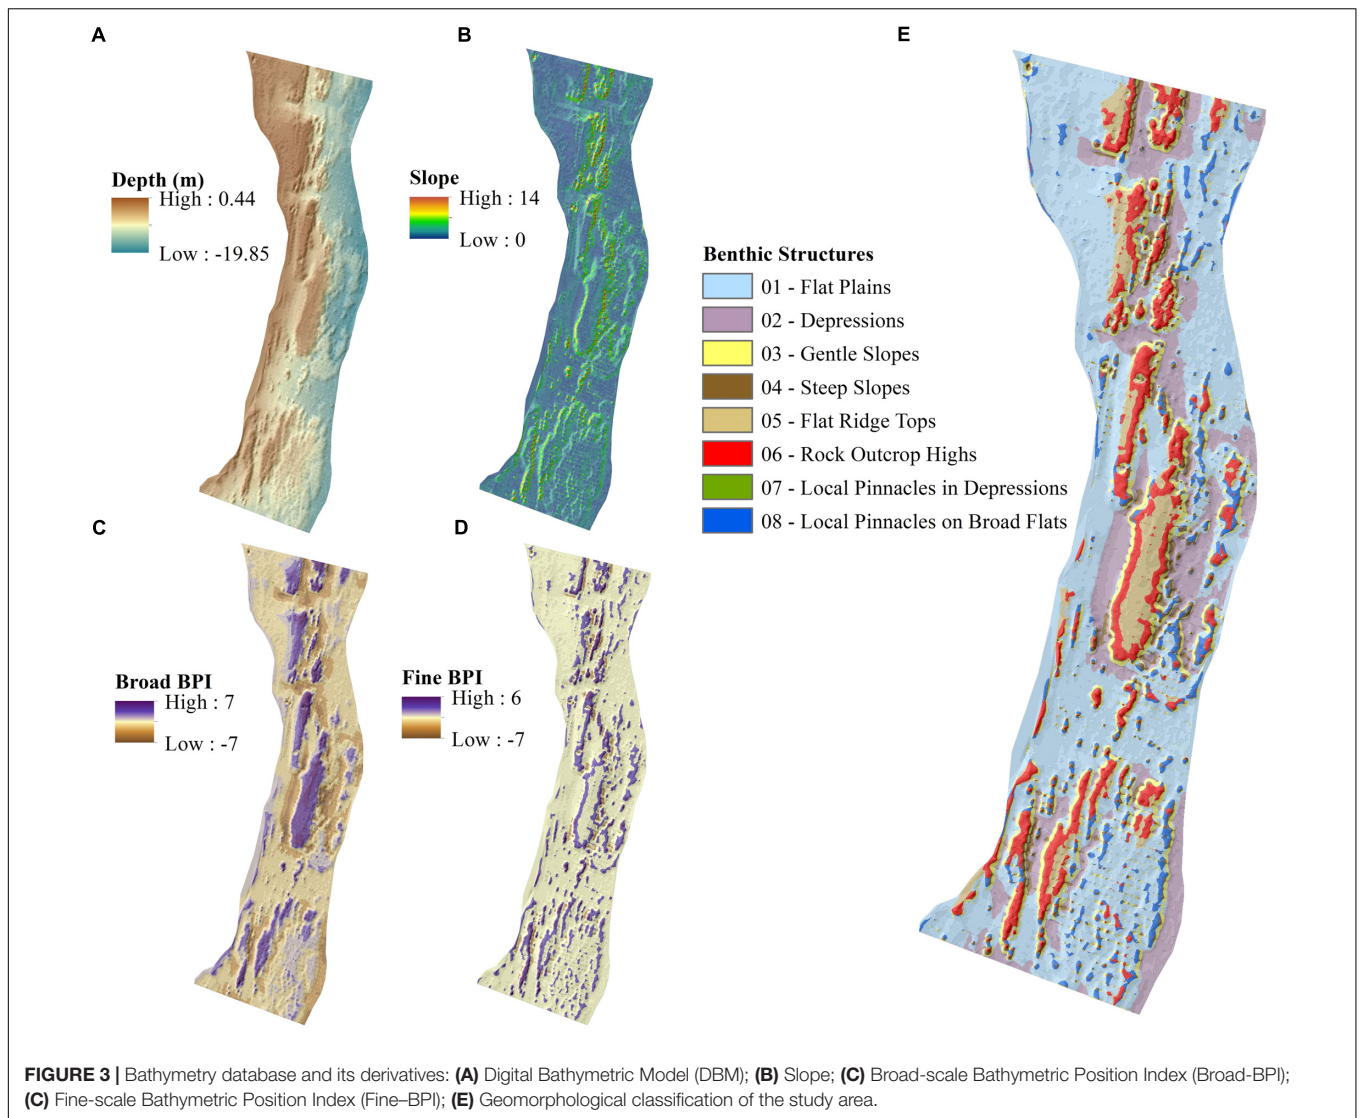 A
B
E
Depth (m)
High : 0.44
Low : -19.85
Slope
High : 14
Low : 0
Benthic Structures
01 - Flat Plains
02 - Depressions
03 - Gentle Slopes
04 - Steep Slopes
05 - Flat Ridge Tops
06 - Rock Outcrop Highs
07 - Local Pinnacles in Depressions
08 - Local Pinnacles on Broad Flats
C
D
Broad BPI
High : 7
Low : -7
Fine BPI
High : 6
Low : -7
FIGURE 3 | Bathymetry database and its derivatives: (A) Digital Bathymetric Model (DBM); (B) Slope; (C) Broad-scale Bathymetric Position Index (Broad-BPI);
(C) Fine-scale Bathymetric Position Index (Fine–BPI); (E) Geomorphological classification of the study area.